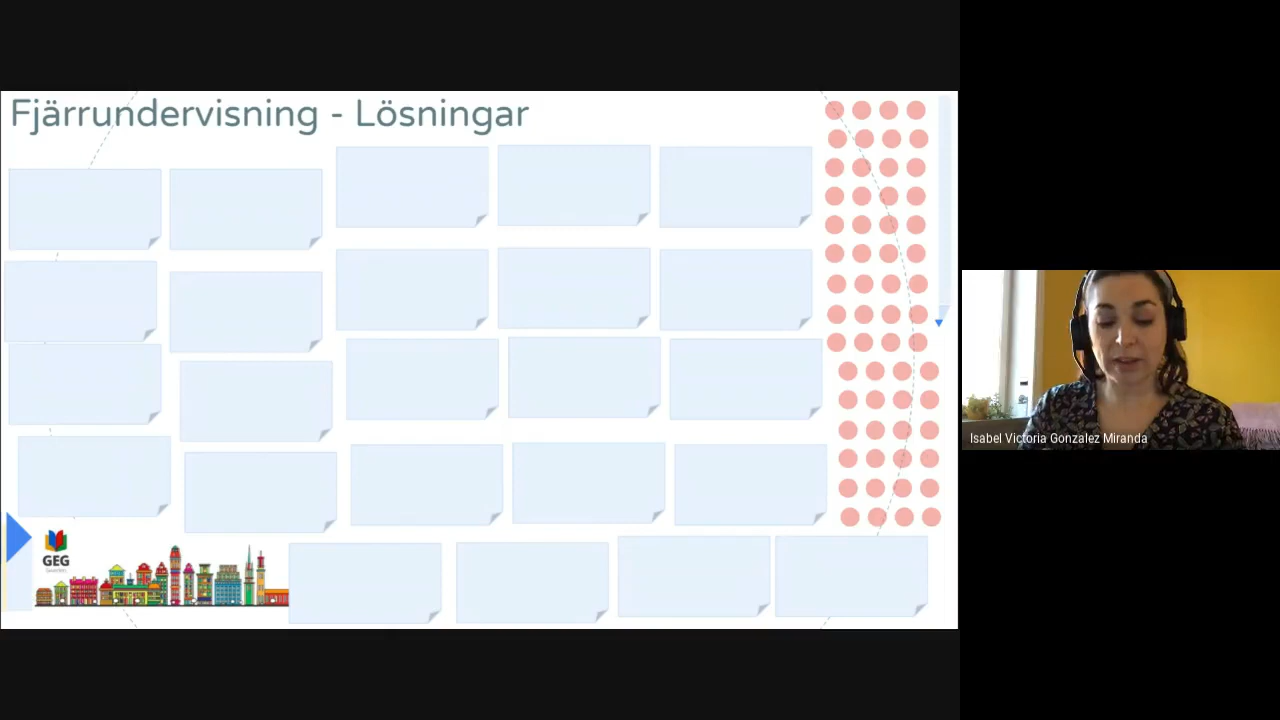 Fjärrundervisning - Lösningar
GEG
Isabel Victoria Gonzalez Miranda